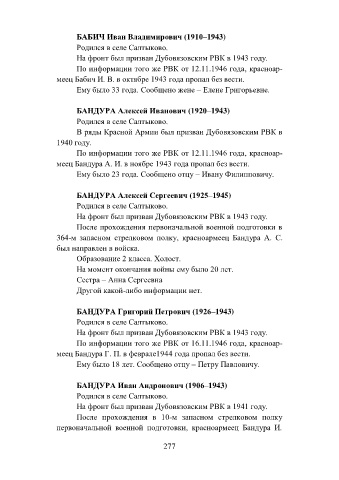 БАБИЧ Иван Владимирович (1910–1943)
Родился в селе Салтыково.
На фронт был призван Дубовязовским РВК в 1943 году.
По информации того же РВК от 12.11.1946 года, красноар-
меец Бабич И. В. в октябре 1943 года пропал без вести.
Ему было 33 года. Сообщено жене – Елене Григорьевне.
БАНДУРА Алексей Иванович (1920–1943)
Родился в селе Салтыково.
В ряды Красной Армии был призван Дубовязовским РВК в
1940 году.
По информации того же РВК от 12.11.1946 года, красноар-
меец Бандура А. И. в ноябре 1943 года пропал без вести.
Ему было 23 года. Сообщено отцу – Ивану Филипповичу.
БАНДУРА Алексей Сергеевич (1925–1945)
Родился в селе Салтыково.
На фронт был призван Дубовязовским РВК в 1943 году.
После прохождения первоначальной военной подготовки в
364-м запасном стрелковом полку, красноармеец Бандура А. С.
был направлен в войска.
Образование 2 класса. Холост.
На момент окончания войны ему было 20 лет.
Сестра – Анна Сергеевна
Другой какой-либо информации нет.
БАНДУРА Григорий Петрович (1926–1943)
Родился в селе Салтыково.
На фронт был призван Дубовязовским РВК в 1943 году.
По информации того же РВК от 16.11.1946 года, красноар-
меец Бандура Г. П. в феврале1944 года пропал без вести.
Ему было 18 лет. Сообщено отцу – Петру Павловичу.
БАНДУРА Иван Андронович (1906–1943)
Родился в селе Салтыково.
На фронт был призван Дубовязовским РВК в 1941 году.
После прохождения в 10-м запасном стрелковом полку
первоначальной военной подготовки, красноармеец Бандура И.
277